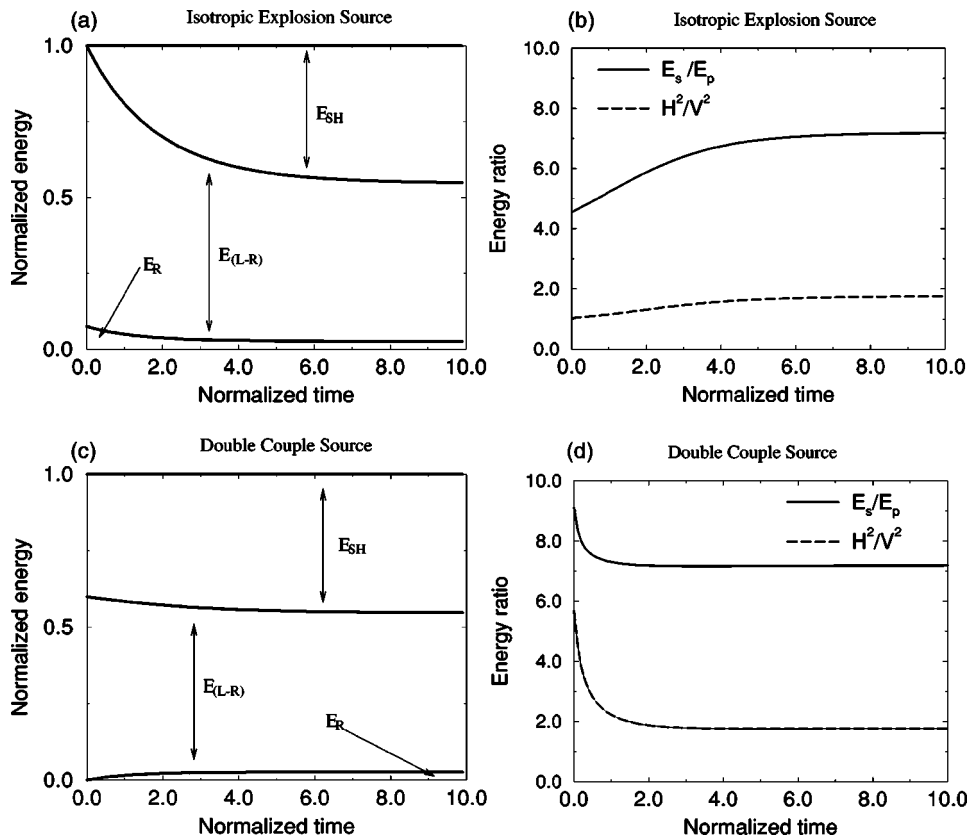 (a) Isotropic Explosion Source
1.0
0.5
0.0
Normalized energy
E_SH
E_(L-R)
E_R
0.0 2.0 4.0 6.0 8.0 10.0
Normalized time
(b) Isotropic Explosion Source
10.0
8.0
6.0
4.0
2.0
0.0
Energy ratio
E_s/E_p
H^2/V^2
0.0 2.0 4.0 6.0 8.0 10.0
Normalized time
(c) Double Couple Source
1.0
0.5
0.0
Normalized energy
E_SH
E_(L-R)
E_R
0.0 2.0 4.0 6.0 8.0 10.0
Normalized time
(d) Double Couple Source
10.0
8.0
6.0
4.0
2.0
0.0
Energy ratio
E_s/E_p
H^2/V^2
0.0 2.0 4.0 6.0 8.0 10.0
Normalized time